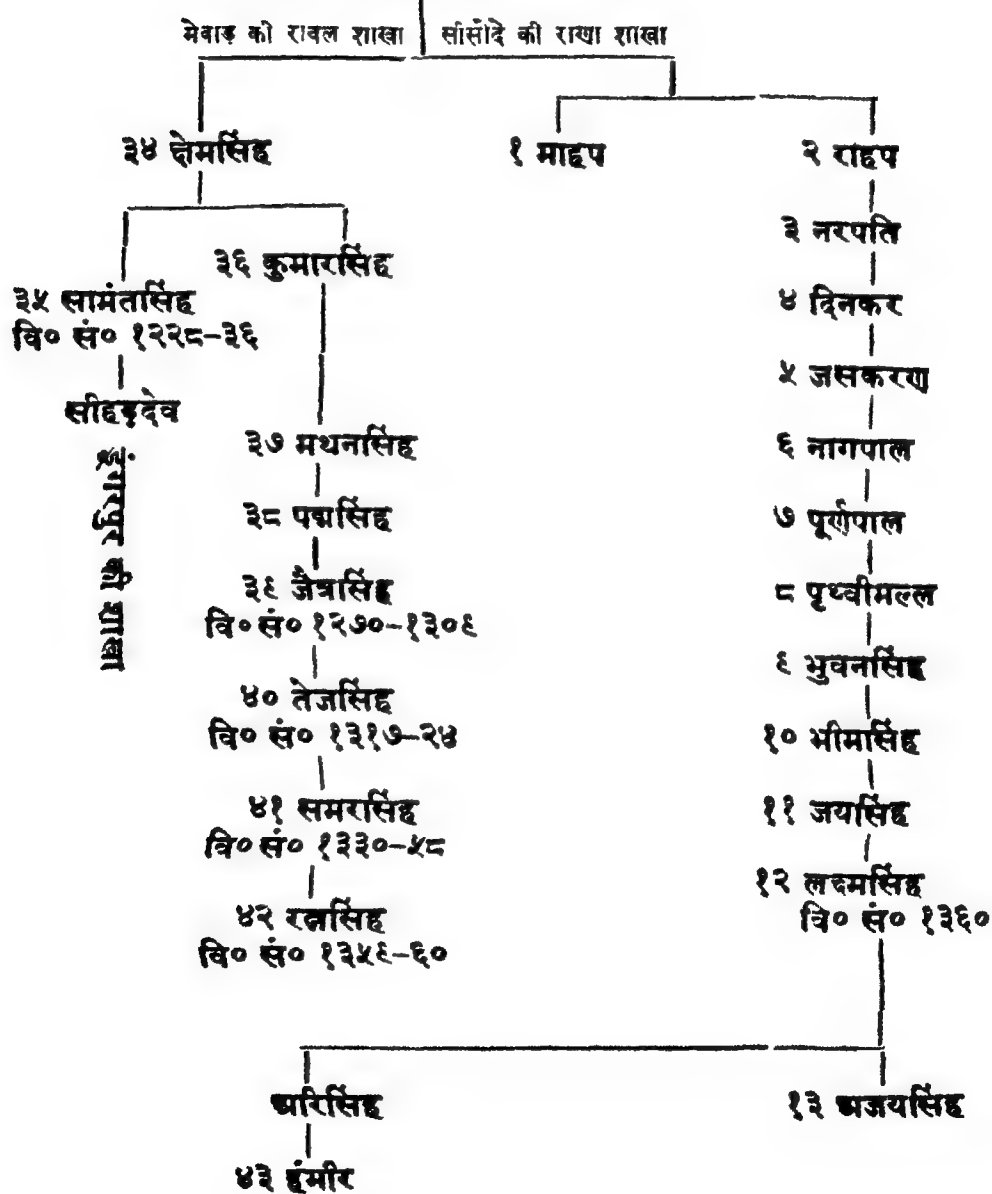 मेवाड़ की रावल शाखा सीसोदे की राणा शाखा
३४ क्षेमसिंह
१ माहप
२ राहप
३ नरपति
३६ कुमारसिंह
३५ सामंतसिंह
वि० सं० १२२८-३६
४ दिनकर
५ जसकरण
सीहड़देव
डूंगरपुर की शाखा
३७ मथनसिंह
६ नागपाल
३८ पद्मसिंह
७ पूर्णपाल
३९ जैत्रसिंह
वि० सं० १२७०-१३०९
८ पृथ्वीमल्ल
९ भुवनसिंह
४० तेजसिंह
वि० सं० १३१७-२४
१० भीमसिंह
४१ समरसिंह
वि० सं० १३३०-५८
११ जयसिंह
१२ लक्ष्मसिंह
वि० सं० १३६०
४२ रत्नसिंह
वि० सं० १३५९-६०
अरिसिंह
१३ अजयसिंह
४३ हंमीर